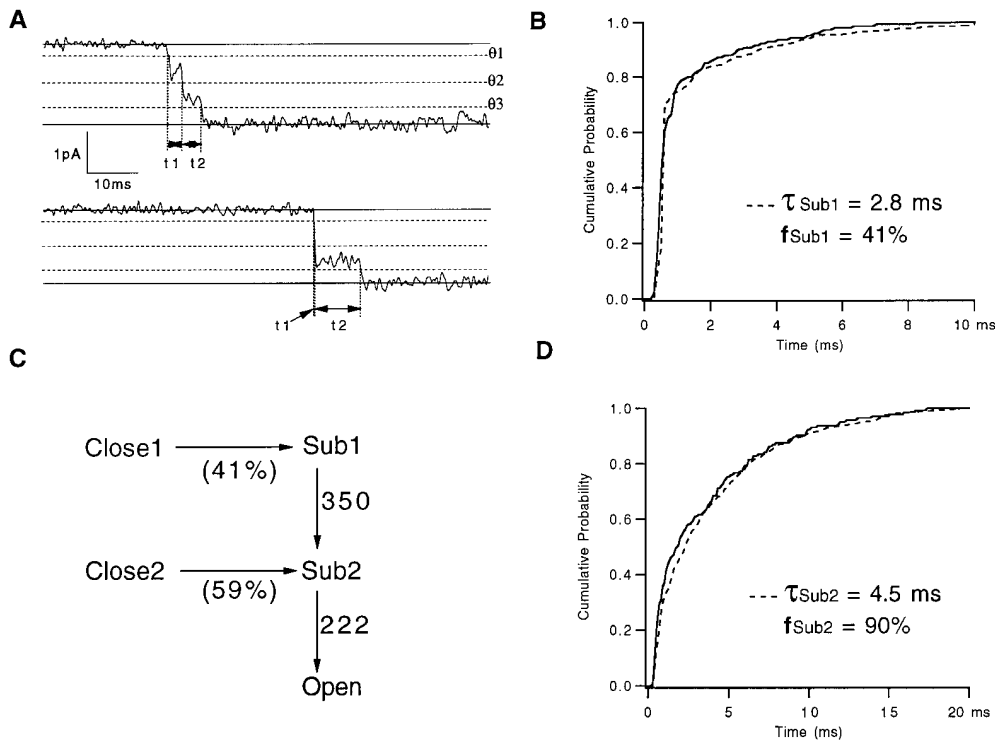 A
θ1
θ2
θ3
1pA
10ms
t1 t2
t1 t2
B
Cumulative Probability
1.0
0.8
0.6
0.4
0.2
0.0
τ Sub1 = 2.8 ms
fSub1 = 41%
0 2 4 6 8 10 ms
Time (ms)
C
Close1
(41%)
Sub1
350
Close2
(59%)
Sub2
222
Open
D
Cumulative Probability
1.0
0.8
0.6
0.4
0.2
0.0
τSub2 = 4.5 ms
fSub2 = 90%
0 5 10 15 20 ms
Time (ms)